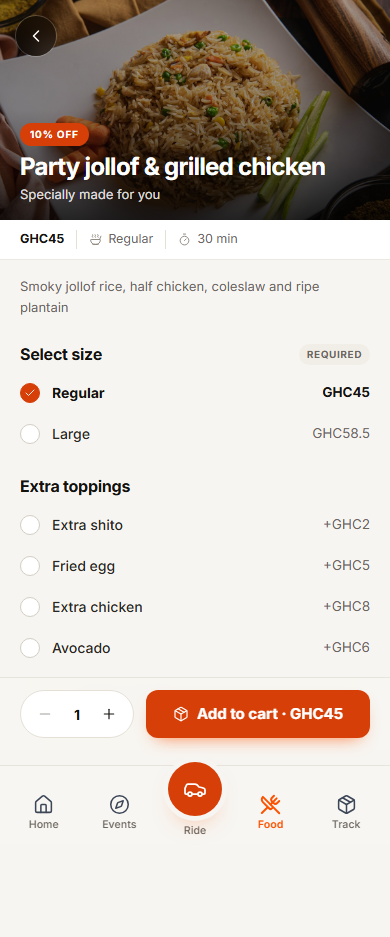 10% OFF
Party jollof & grilled chicken
Specially made for you
GHC45 Regular 30 min
Smoky jollof rice, half chicken, coleslaw and ripe
plantain
Select size REQUIRED
Regular GHC45
Large GHC58.5
Extra toppings
Extra shito +GHC2
Fried egg +GHC5
Extra chicken +GHC8
Avocado +GHC6
− 1 + Add to cart · GHC45
Home Events Ride Food Track